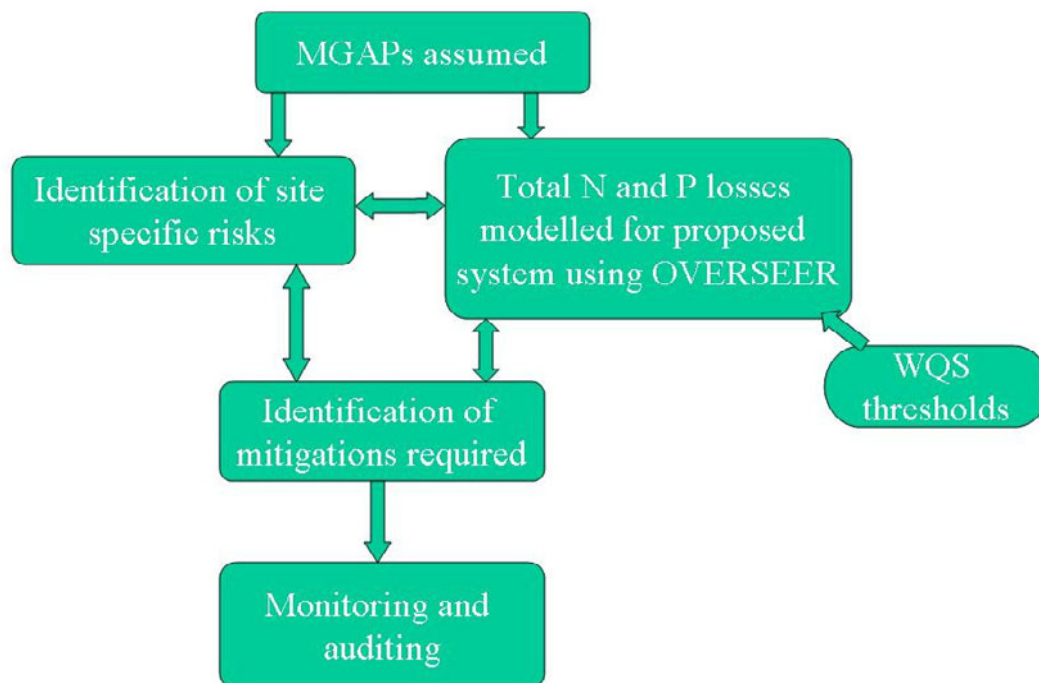 MGAPs assumed
Identification of site
specific risks
Total N and P losses
modelled for proposed
system using OVERSEER
WQS
thresholds
Identification of
mitigations required
Monitoring and
auditing